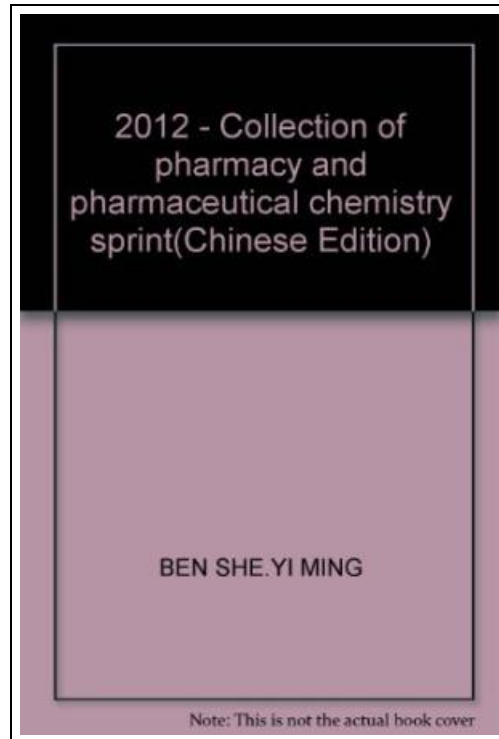 2012 - Collection of
pharmacy and
pharmaceutical chemistry
sprint(Chinese Edition)
BEN SHE.YI MING
Note: This is not the actual book cover